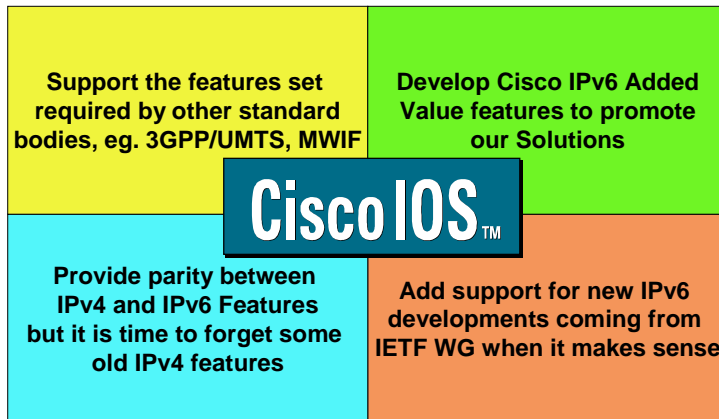 Support the features set
required by other standard
bodies, eg. 3GPP/UMTS, MWIF
Develop Cisco IPv6 Added
Value features to promote
our Solutions
Cisco IOS™
Provide parity between
IPv4 and IPv6 Features
but it is time to forget some
old IPv4 features
Add support for new IPv6
developments coming from
IETF WG when it makes sense